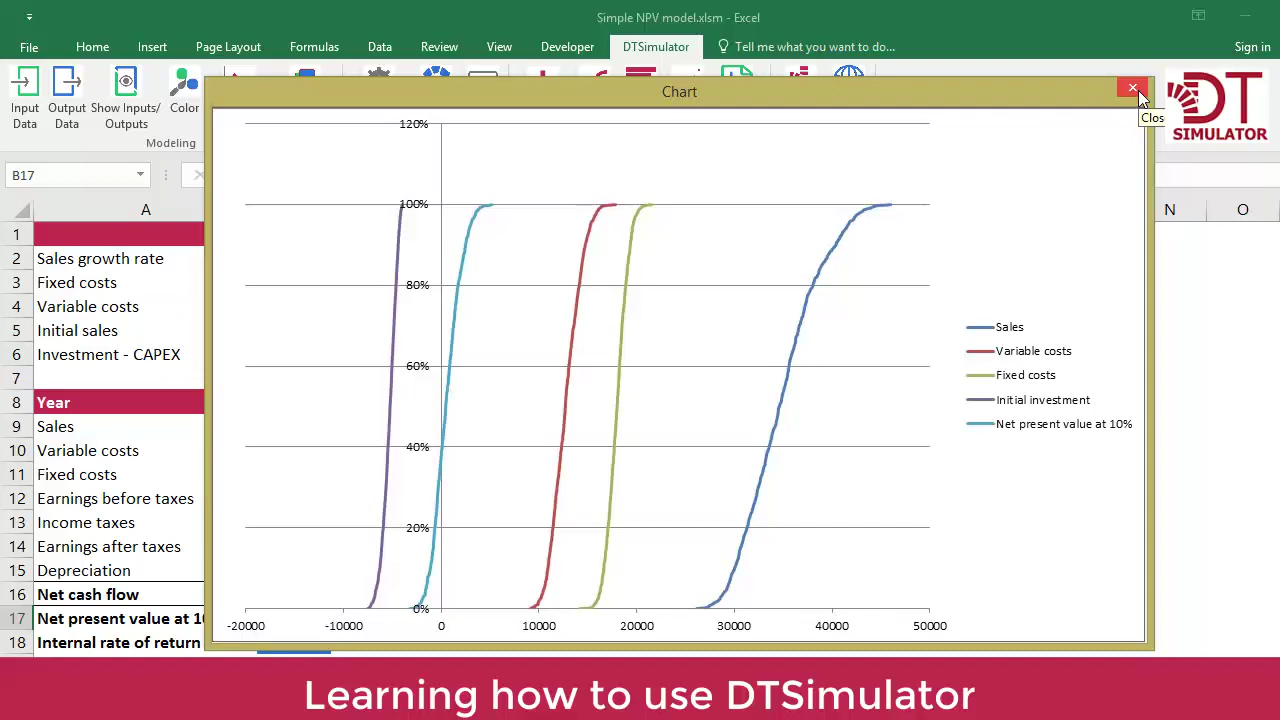 Simple NPV model.xlsm - Excel
File Home Insert Page Layout Formulas Data Review View Developer DTSimulator Tell me what you want to do... Sign in
Input Data
Output Data
Show Inputs/ Outputs
Color
Modeling
DT
SIMULATOR
Chart
Clos
B17
A N O
1
2 Sales growth rate
3 Fixed costs
4 Variable costs
5 Initial sales
6 Investment - CAPEX
7
8 Year
9 Sales
10 Variable costs
11 Fixed costs
12 Earnings before taxes
13 Income taxes
14 Earnings after taxes
15 Depreciation
16 Net cash flow
17 Net present value at 10
18 Internal rate of return
120%
100%
80%
60%
40%
20%
0%
-20000 -10000 0 10000 20000 30000 40000 50000
Sales
Variable costs
Fixed costs
Initial investment
Net present value at 10%
Learning how to use DTSimulator